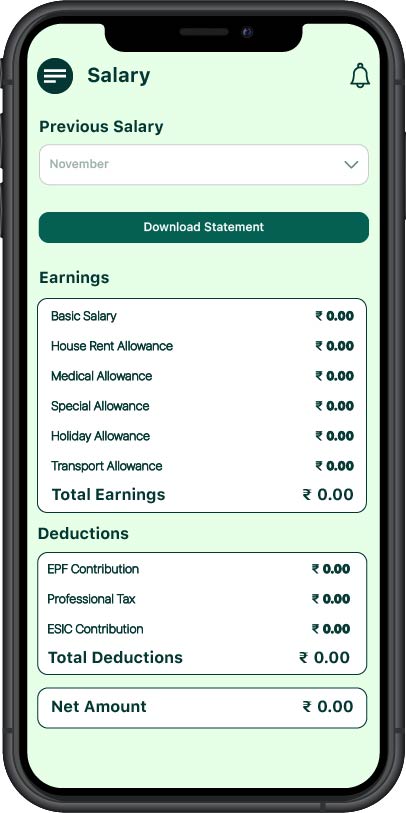 Salary
Previous Salary
November
Download Statement
Earnings
Basic Salary ₹ 0.00
House Rent Allowance ₹ 0.00
Medical Allowance ₹ 0.00
Special Allowance ₹ 0.00
Holiday Allowance ₹ 0.00
Transport Allowance ₹ 0.00
Total Earnings ₹ 0.00
Deductions
EPF Contribution ₹ 0.00
Professional Tax ₹ 0.00
ESIC Contribution ₹ 0.00
Total Deductions ₹ 0.00
Net Amount ₹ 0.00